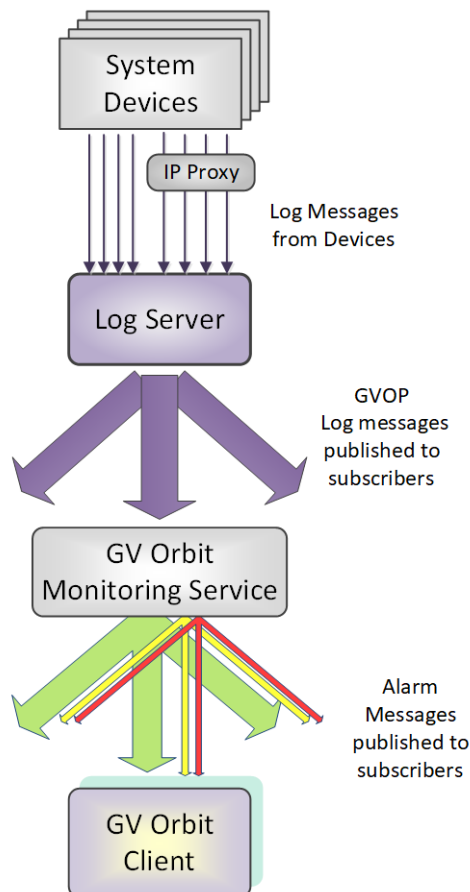 System
Devices
IP Proxy
Log Messages
from Devices
Log Server
GVOP
Log messages
published to
subscribers
GV Orbit
Monitoring Service
Alarm
Messages
published to
subscribers
GV Orbit
Client